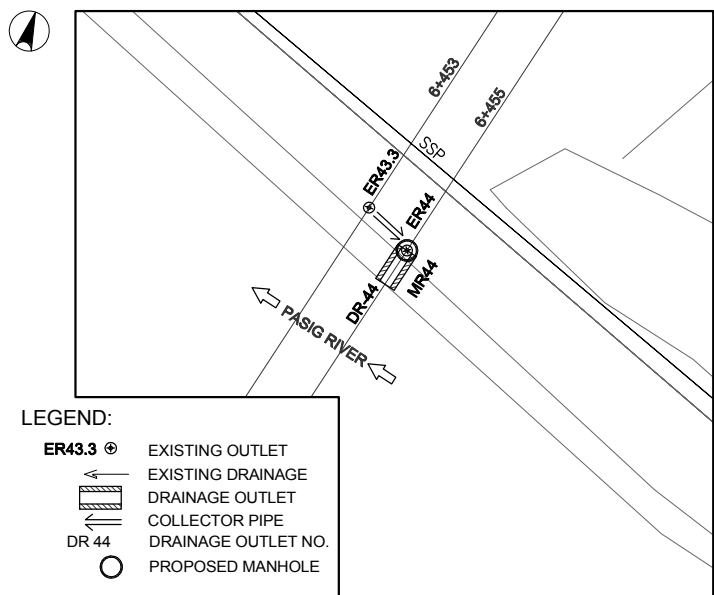 6+453
6+455
SSP
ER43.3
ER44
MR44
DR-44
PASIG RIVER
LEGEND:
ER43.3 EXISTING OUTLET
EXISTING DRAINAGE
DRAINAGE OUTLET
COLLECTOR PIPE
DR 44 DRAINAGE OUTLET NO.
PROPOSED MANHOLE